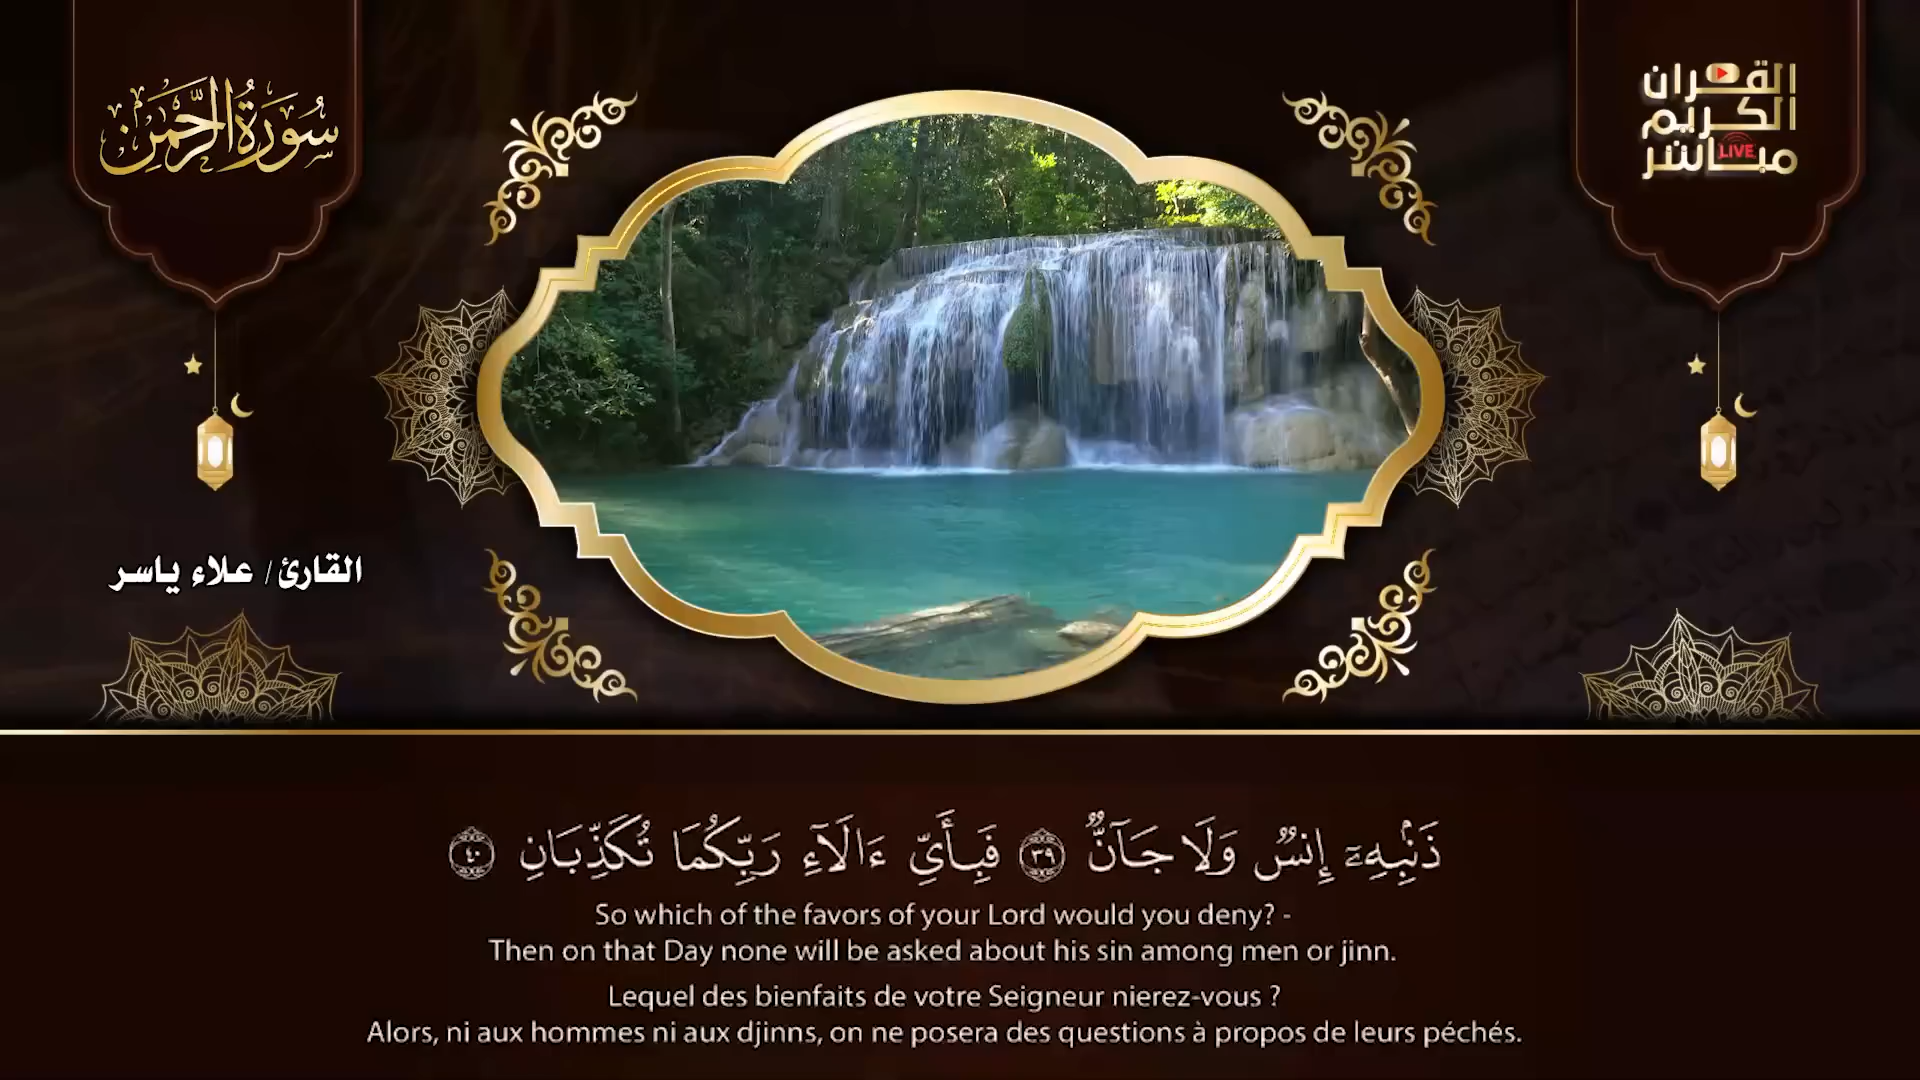 سُورَةُ الرَّحْمَٰن
القرآن
الكريم
مباشر
LIVE
القارئ / علاء ياسر
ذَنۢبِهِۦٓ إِنسٌ وَلَا جَآنٌّ ٣٩ فَبِأَيِّ ءَالَآءِ رَبِّكُمَا تُكَذِّبَانِ ٤٠
So which of the favors of your Lord would you deny? -
Then on that Day none will be asked about his sin among men or jinn.
Lequel des bienfaits de votre Seigneur nierez-vous ?
Alors, ni aux hommes ni aux djinns, on ne posera des questions à propos de leurs péchés.